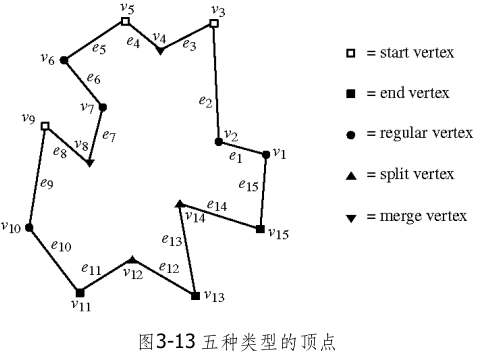 v5
v3
e5
e4
v4
e3
v6
e6
e2
v7
v9
e8
v8
e7
v2
e1
v1
e9
e15
e14
v14
v15
v10
e13
e10
e11
v12
e12
v11
v13
= start vertex
= end vertex
= regular vertex
= split vertex
= merge vertex
图3-13 五种类型的顶点